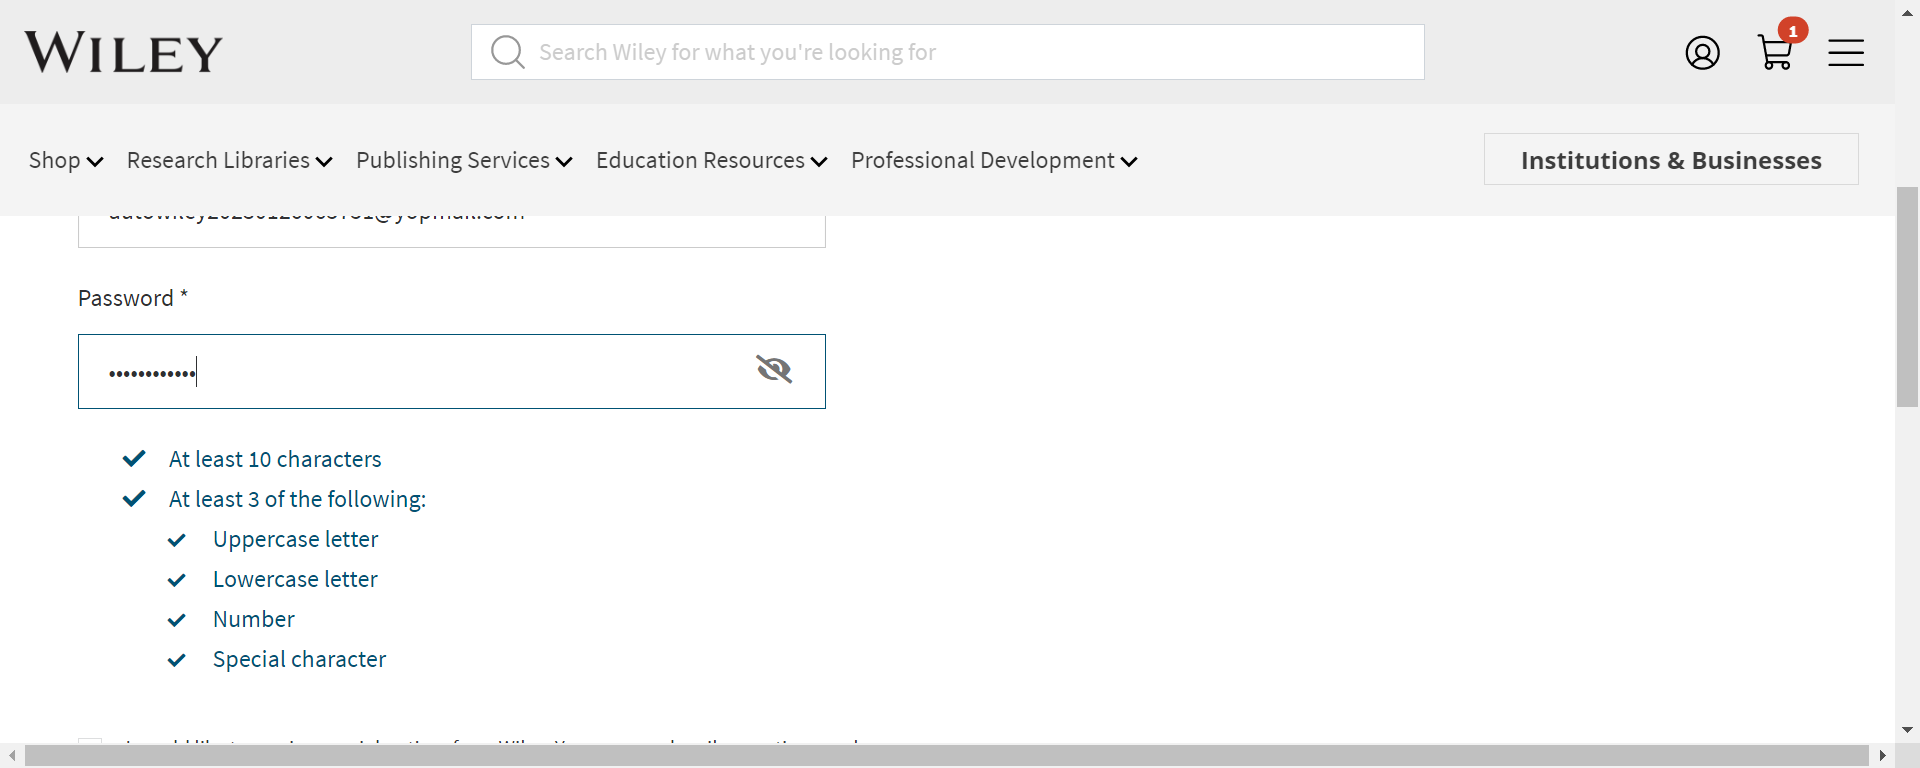 WILEY
Search Wiley for what you're looking for
1
Shop
Research Libraries
Publishing Services
Education Resources
Professional Development
Institutions & Businesses
Password *
••••••••••••
At least 10 characters
At least 3 of the following:
Uppercase letter
Lowercase letter
Number
Special character